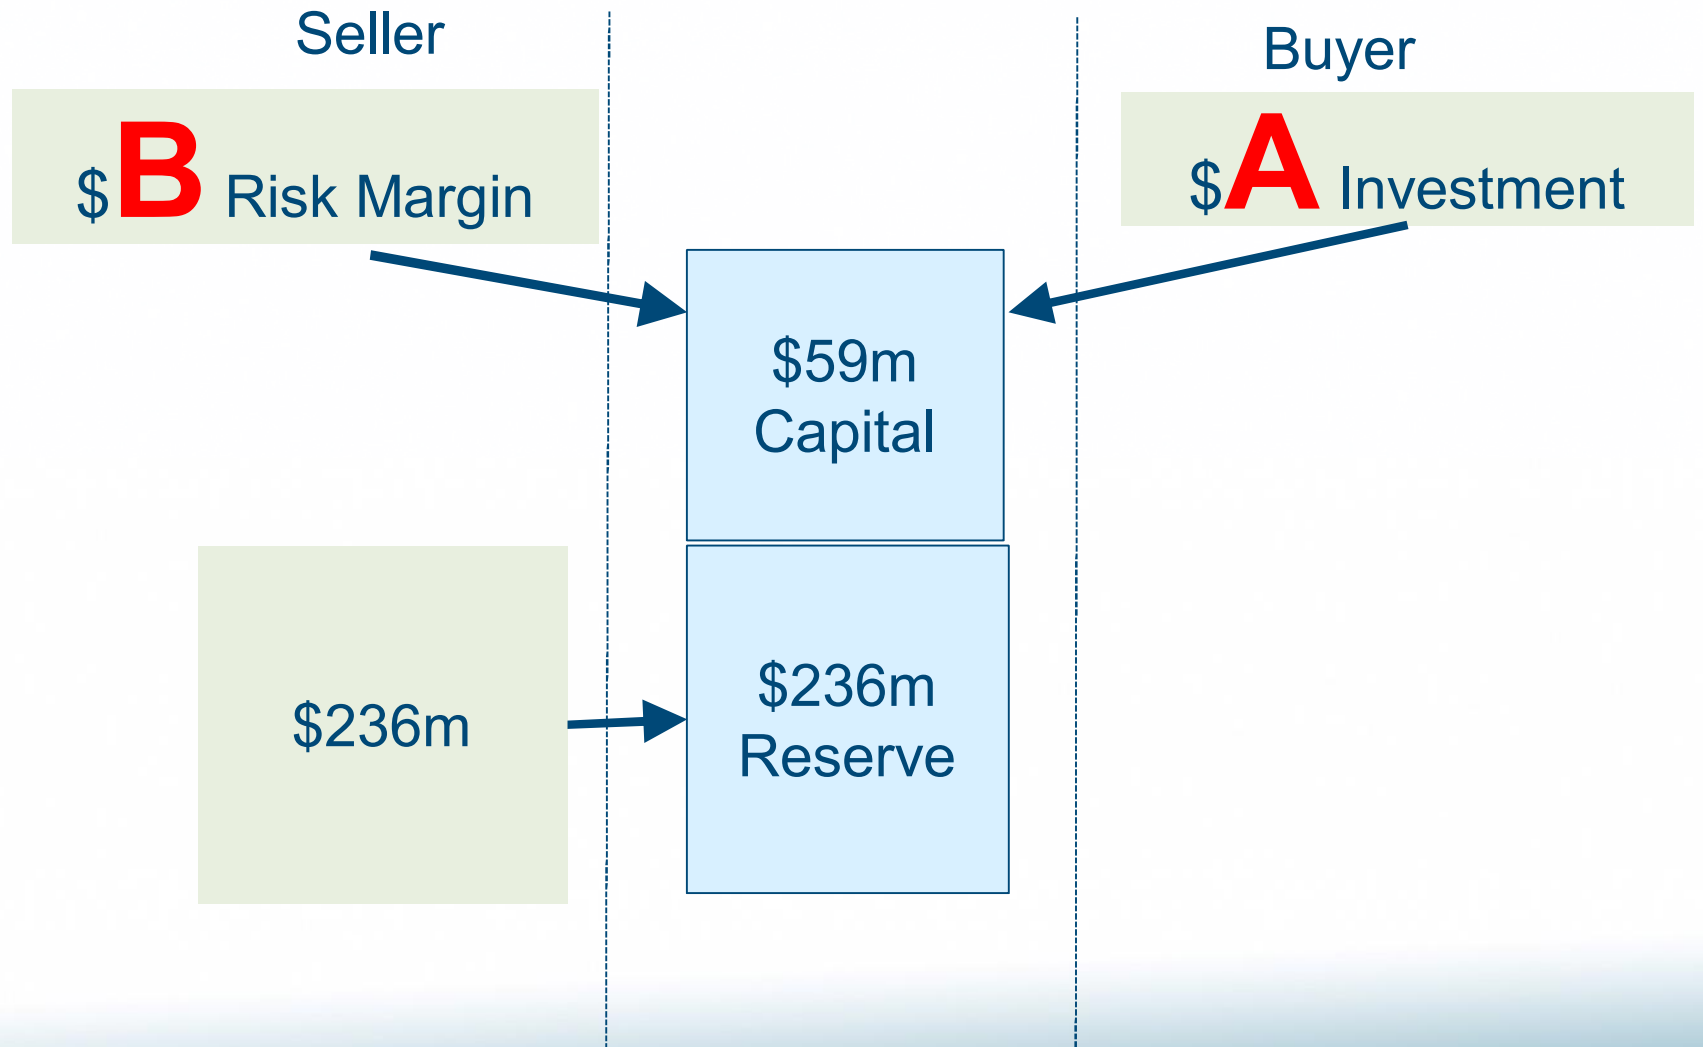 Seller
Buyer
$B Risk Margin
$A Investment
$59m
Capital
$236m
$236m
Reserve